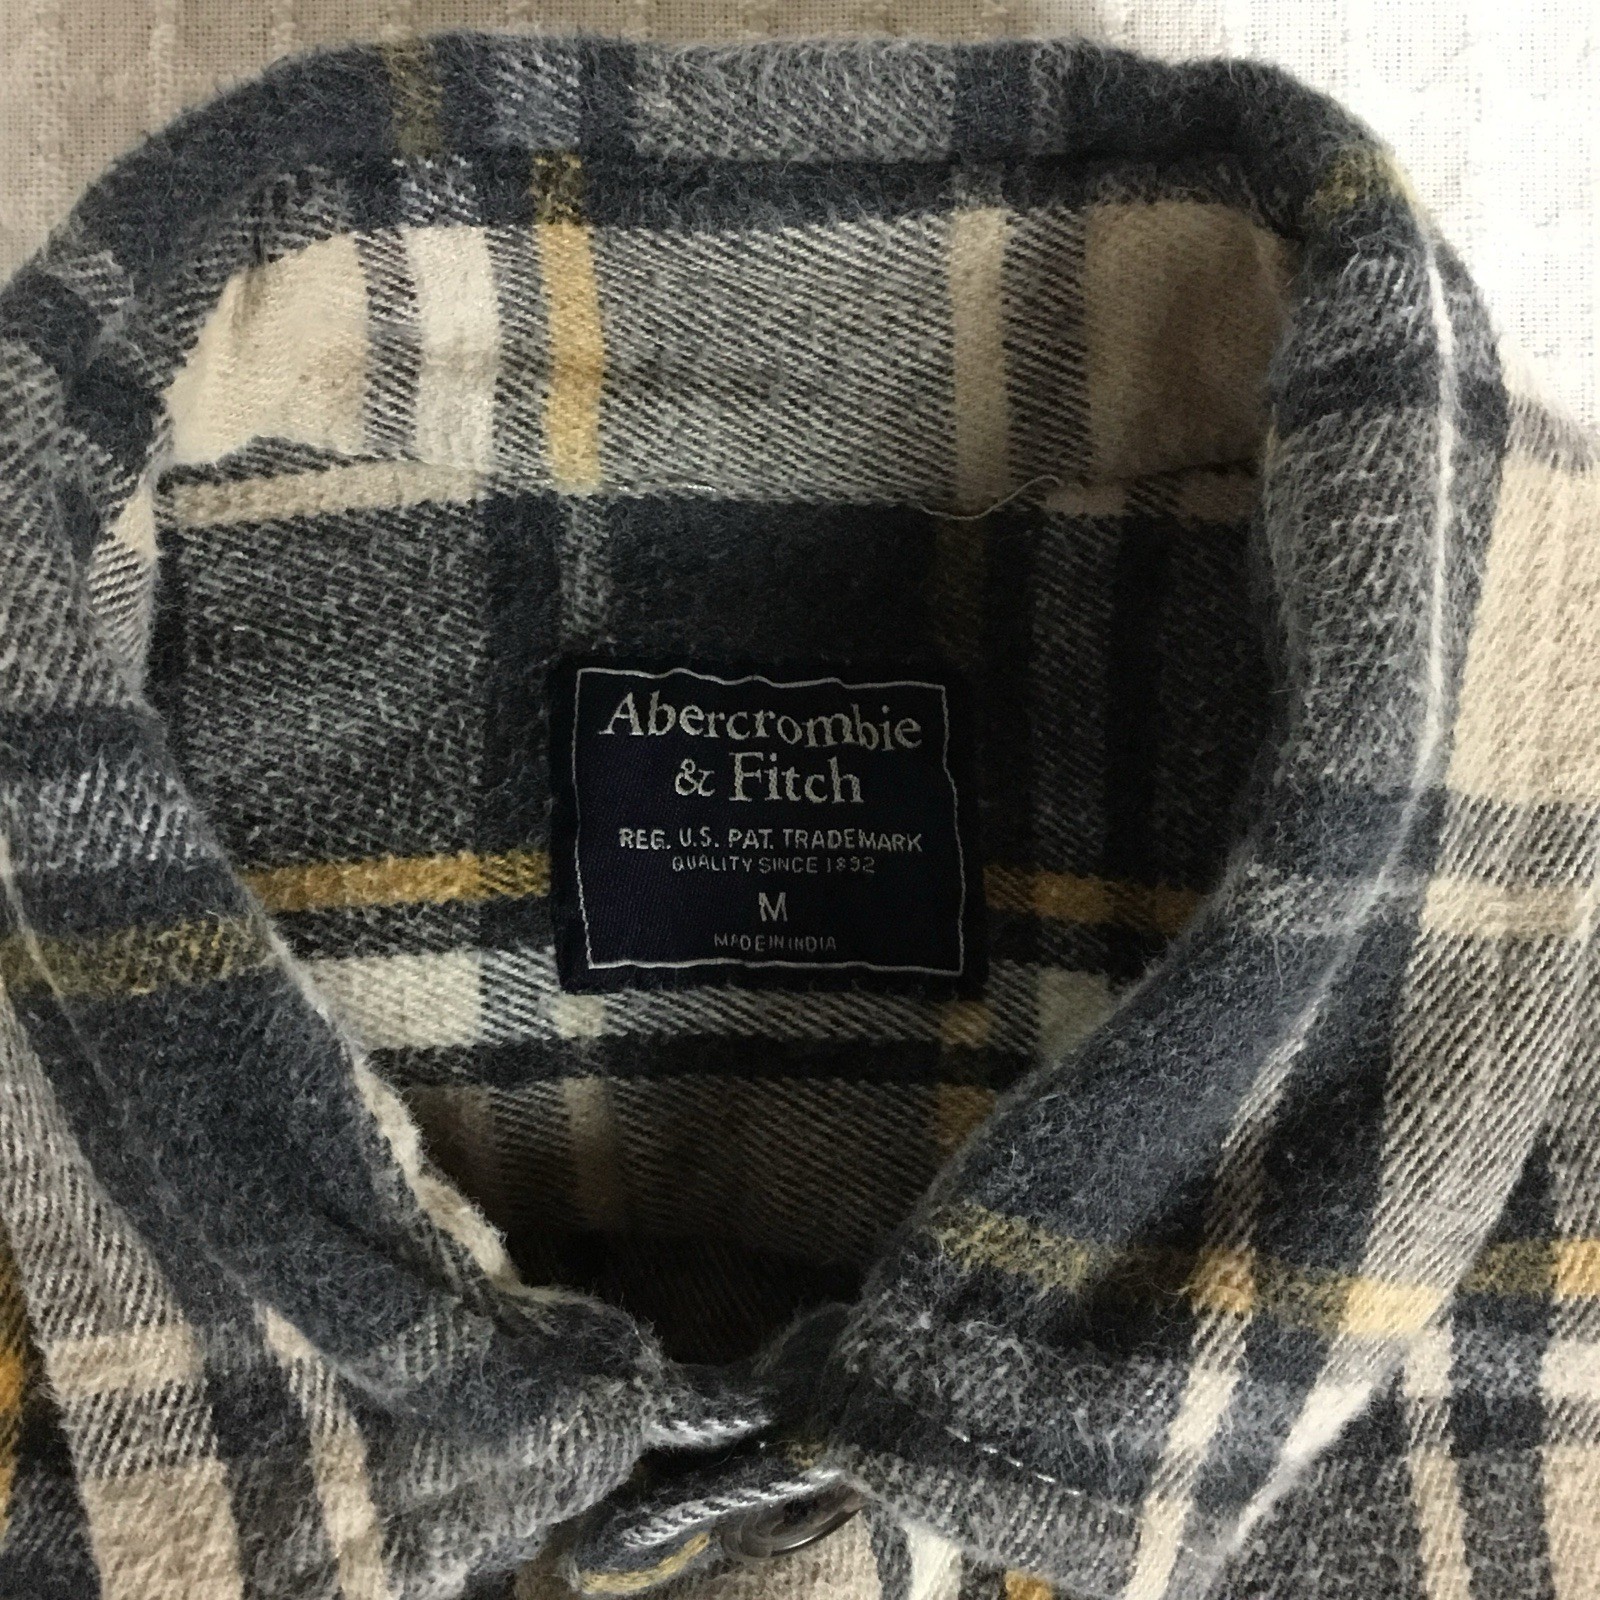 Abercrombie
& Fitch
REG. U.S. PAT. TRADEMARK
QUALITY SINCE 1892
M
MADE IN INDIA